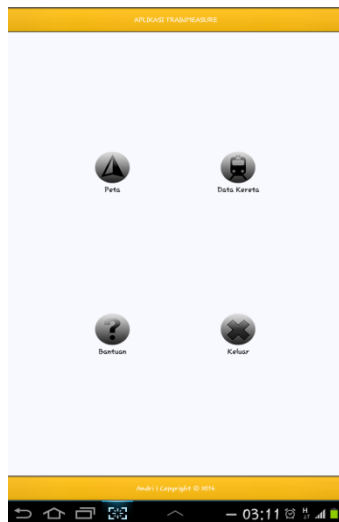 APLIKASI TRAINMEASURE
Peta
Data Kereta
Bantuan
Keluar
Andri | Copyright © 2014
03:11